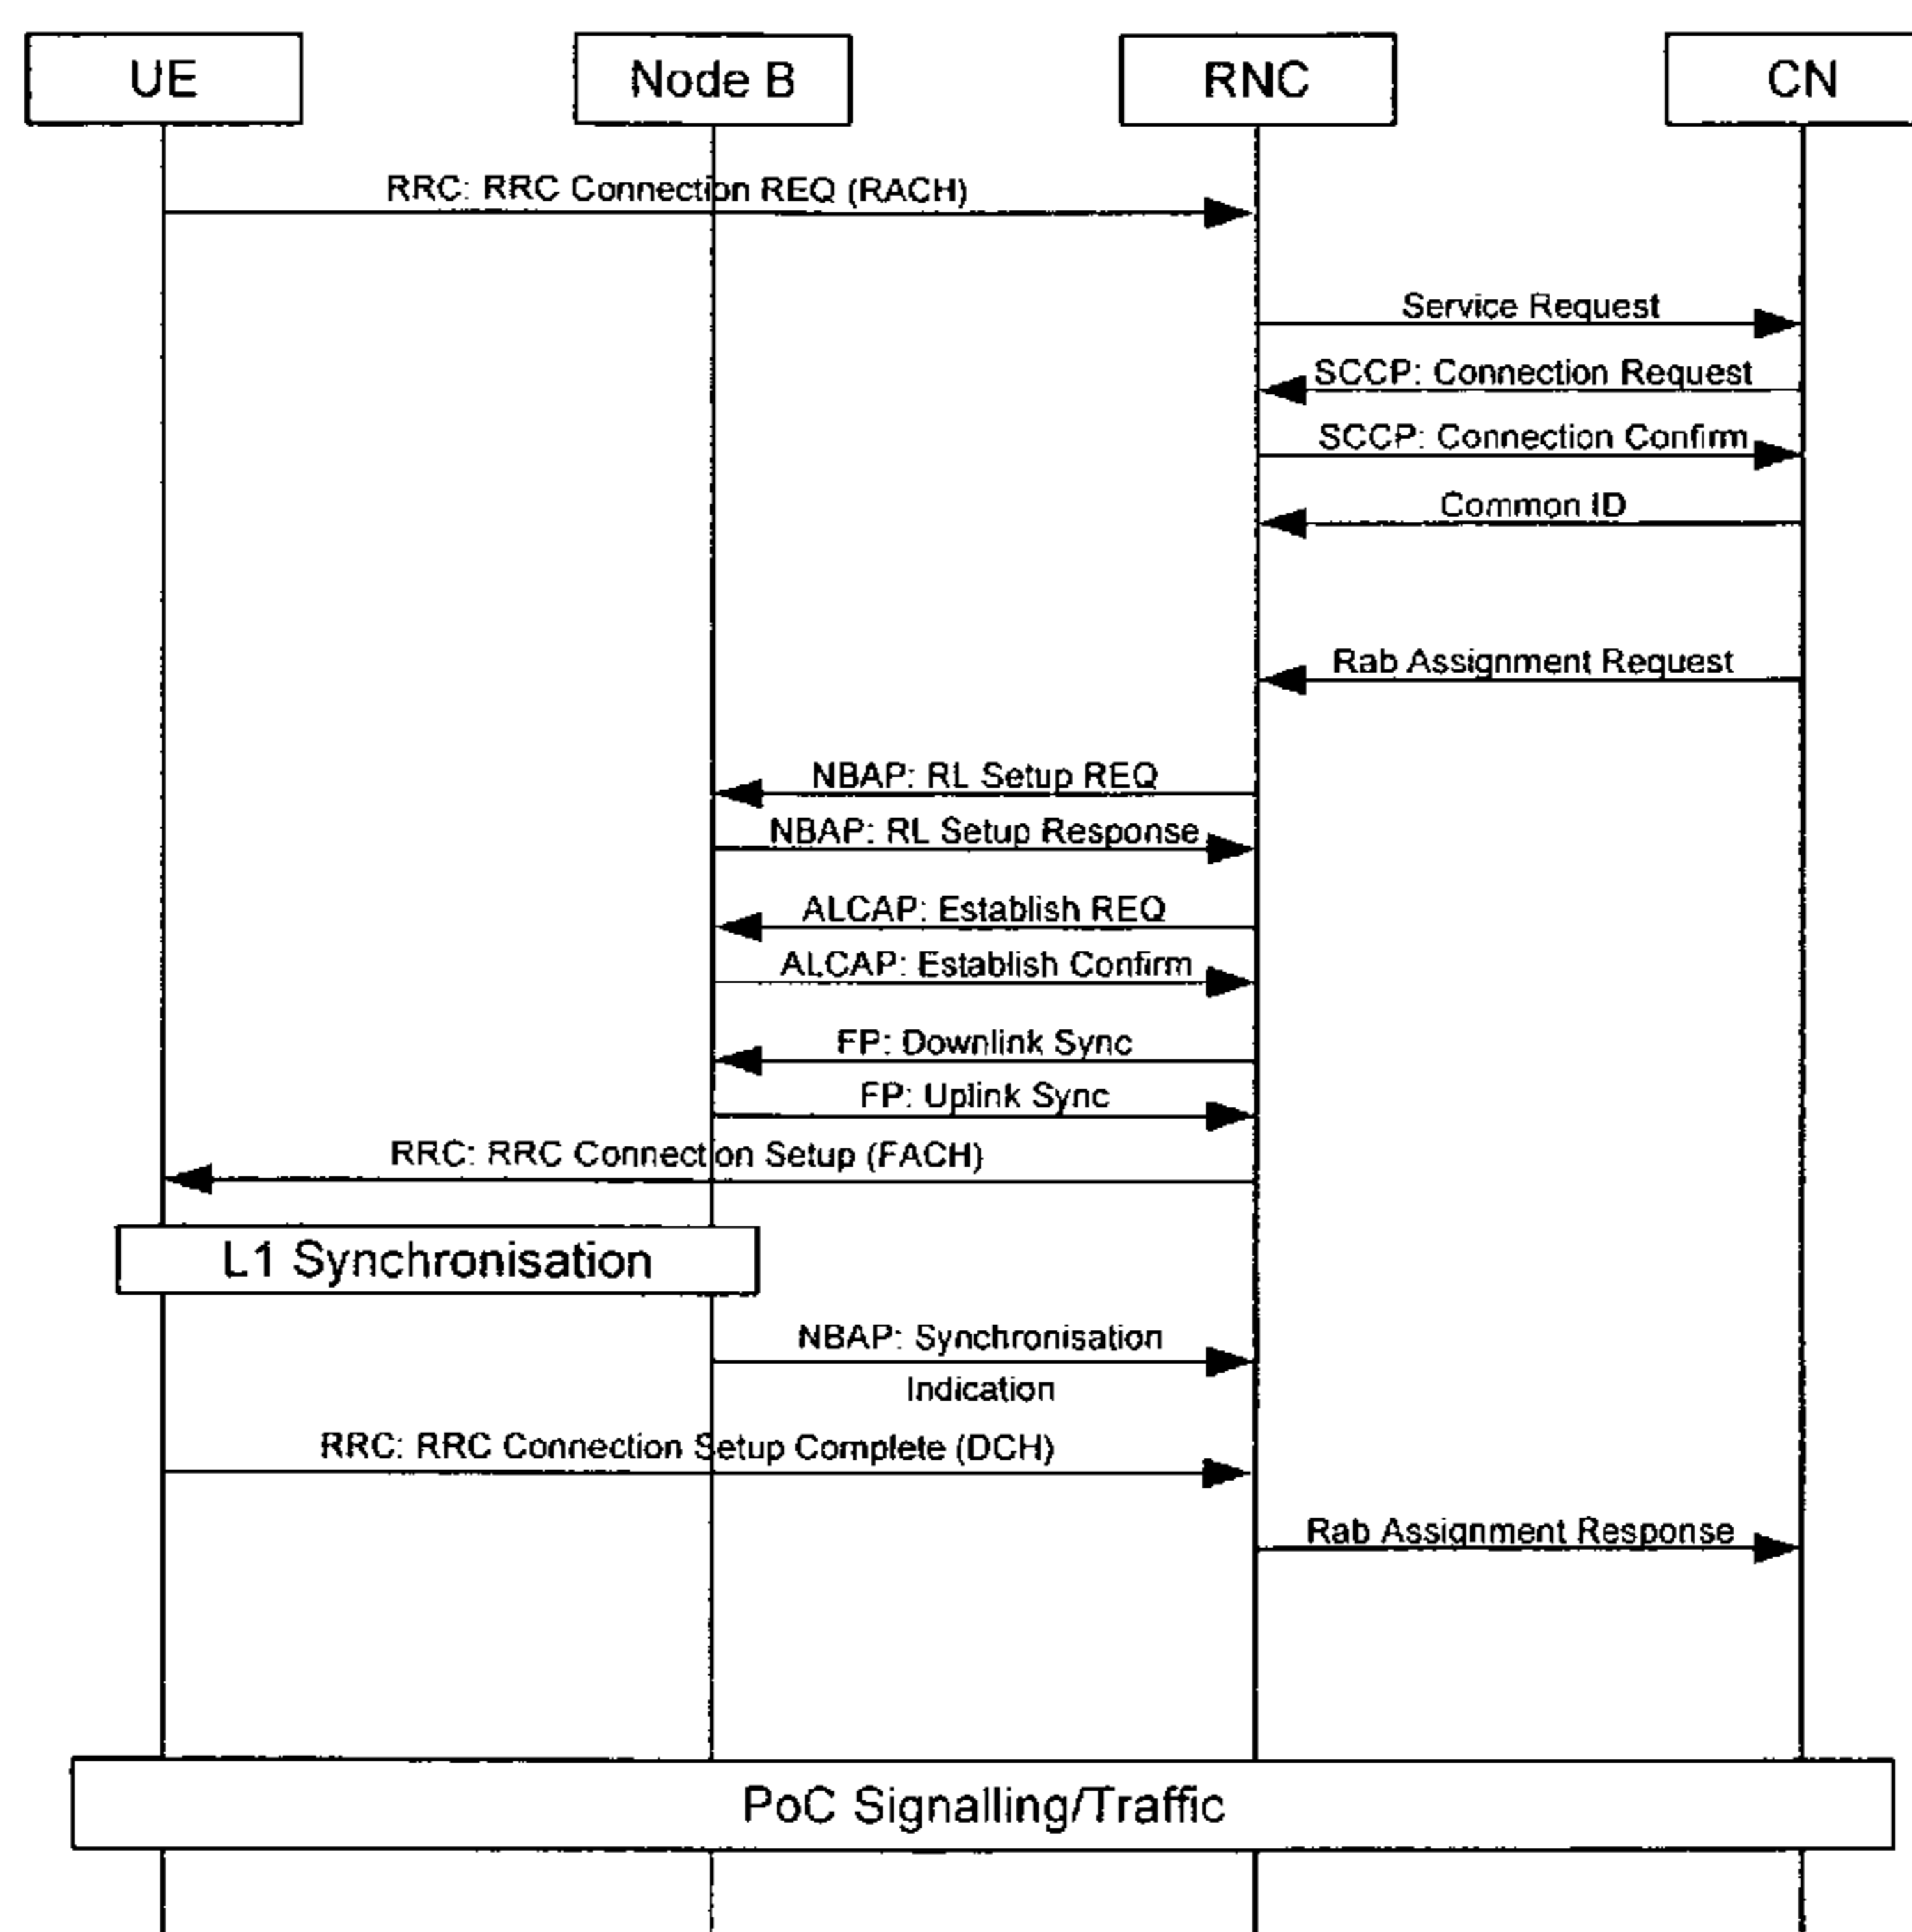 UE
Node B
RNC
CN
RRC: RRC Connection REQ (RACH)
Service Request
SCCP: Connection Request
SCCP: Connection Confirm
Common ID
Rab Assignment Request
NBAP: RL Setup REQ
NBAP: RL Setup Response
ALCAP: Establish REQ
ALCAP: Establish Confirm
FP: Downlink Sync
FP: Uplink Sync
RRC: RRC Connection Setup (FACH)
L1 Synchronisation
NBAP: Synchronisation
Indication
RRC: RRC Connection Setup Complete (DCH)
Rab Assignment Response
PoC Signalling/Traffic